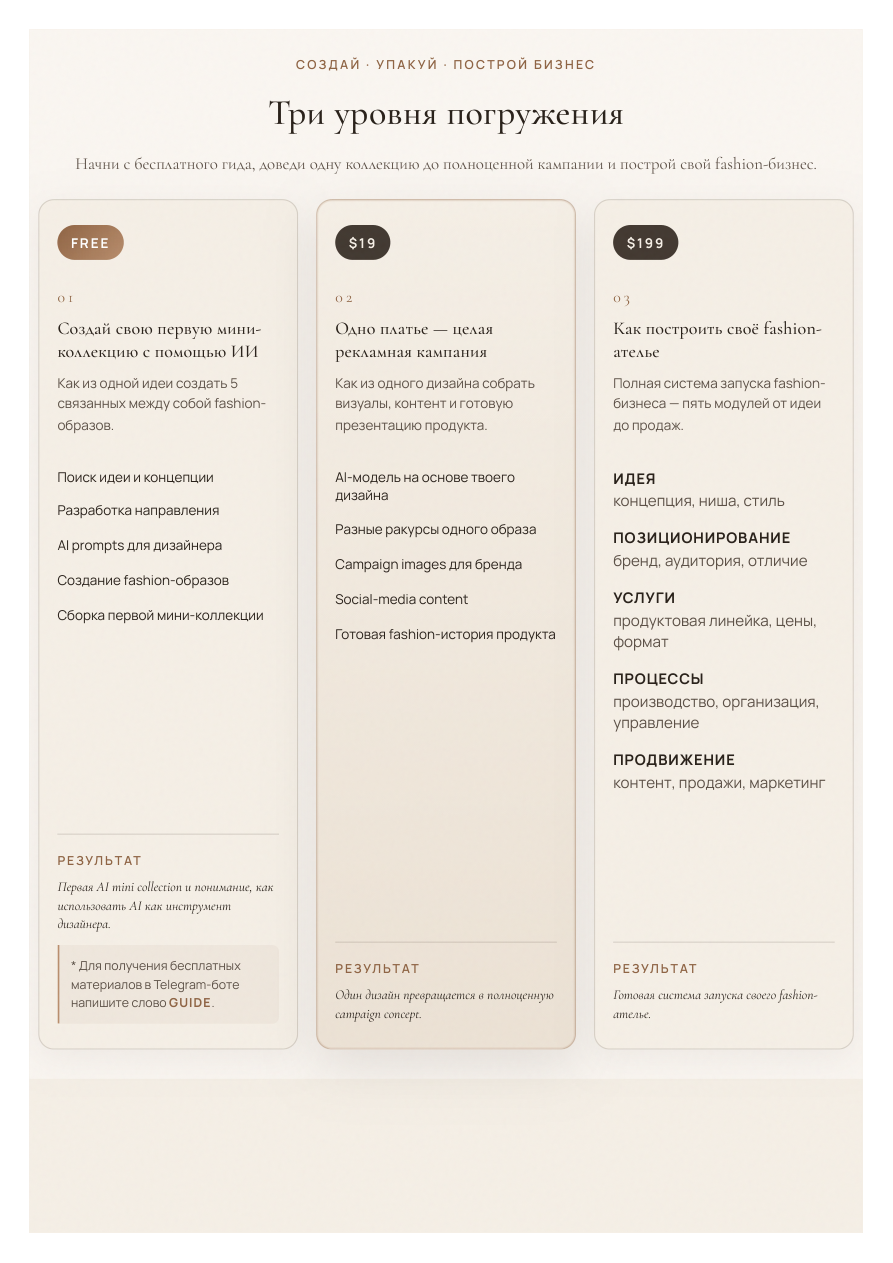 СОЗДАЙ · УПАКУЙ · ПОСТРОЙ БИЗНЕС
Три уровня погружения
Начни с бесплатного гида, доведи одну коллекцию до полноценной кампании и построй свой fashion-бизнес.
FREE
01
Создай свою первую мини-
коллекцию с помощью ИИ
Как из одной идеи создать 5
связанных между собой fashion-
образов.
Поиск идеи и концепции
Разработка направления
AI prompts для дизайнера
Создание fashion-образов
Сборка первой мини-коллекции
РЕЗУЛЬТАТ
Первая AI mini collection и понимание, как
использовать AI как инструмент
дизайнера.
* Для получения бесплатных
материалов в Telegram-боте
напишите слово GUIDE.
$19
02
Одно платье — целая
рекламная кампания
Как из одного дизайна собрать
визуалы, контент и готовую
презентацию продукта.
AI-модель на основе твоего
дизайна
Разные ракурсы одного образа
Campaign images для бренда
Social-media content
Готовая fashion-история продукта
РЕЗУЛЬТАТ
Один дизайн превращается в полноценную
campaign concept.
$199
03
Как построить своё fashion-
ателье
Полная система запуска fashion-
бизнеса — пять модулей от идеи
до продаж.
ИДЕЯ
концепция, ниша, стиль
ПОЗИЦИОНИРОВАНИЕ
бренд, аудитория, отличие
УСЛУГИ
продуктовая линейка, цены,
формат
ПРОЦЕССЫ
производство, организация,
управление
ПРОДВИЖЕНИЕ
контент, продажи, маркетинг
РЕЗУЛЬТАТ
Готовая система запуска своего fashion-
ателье.